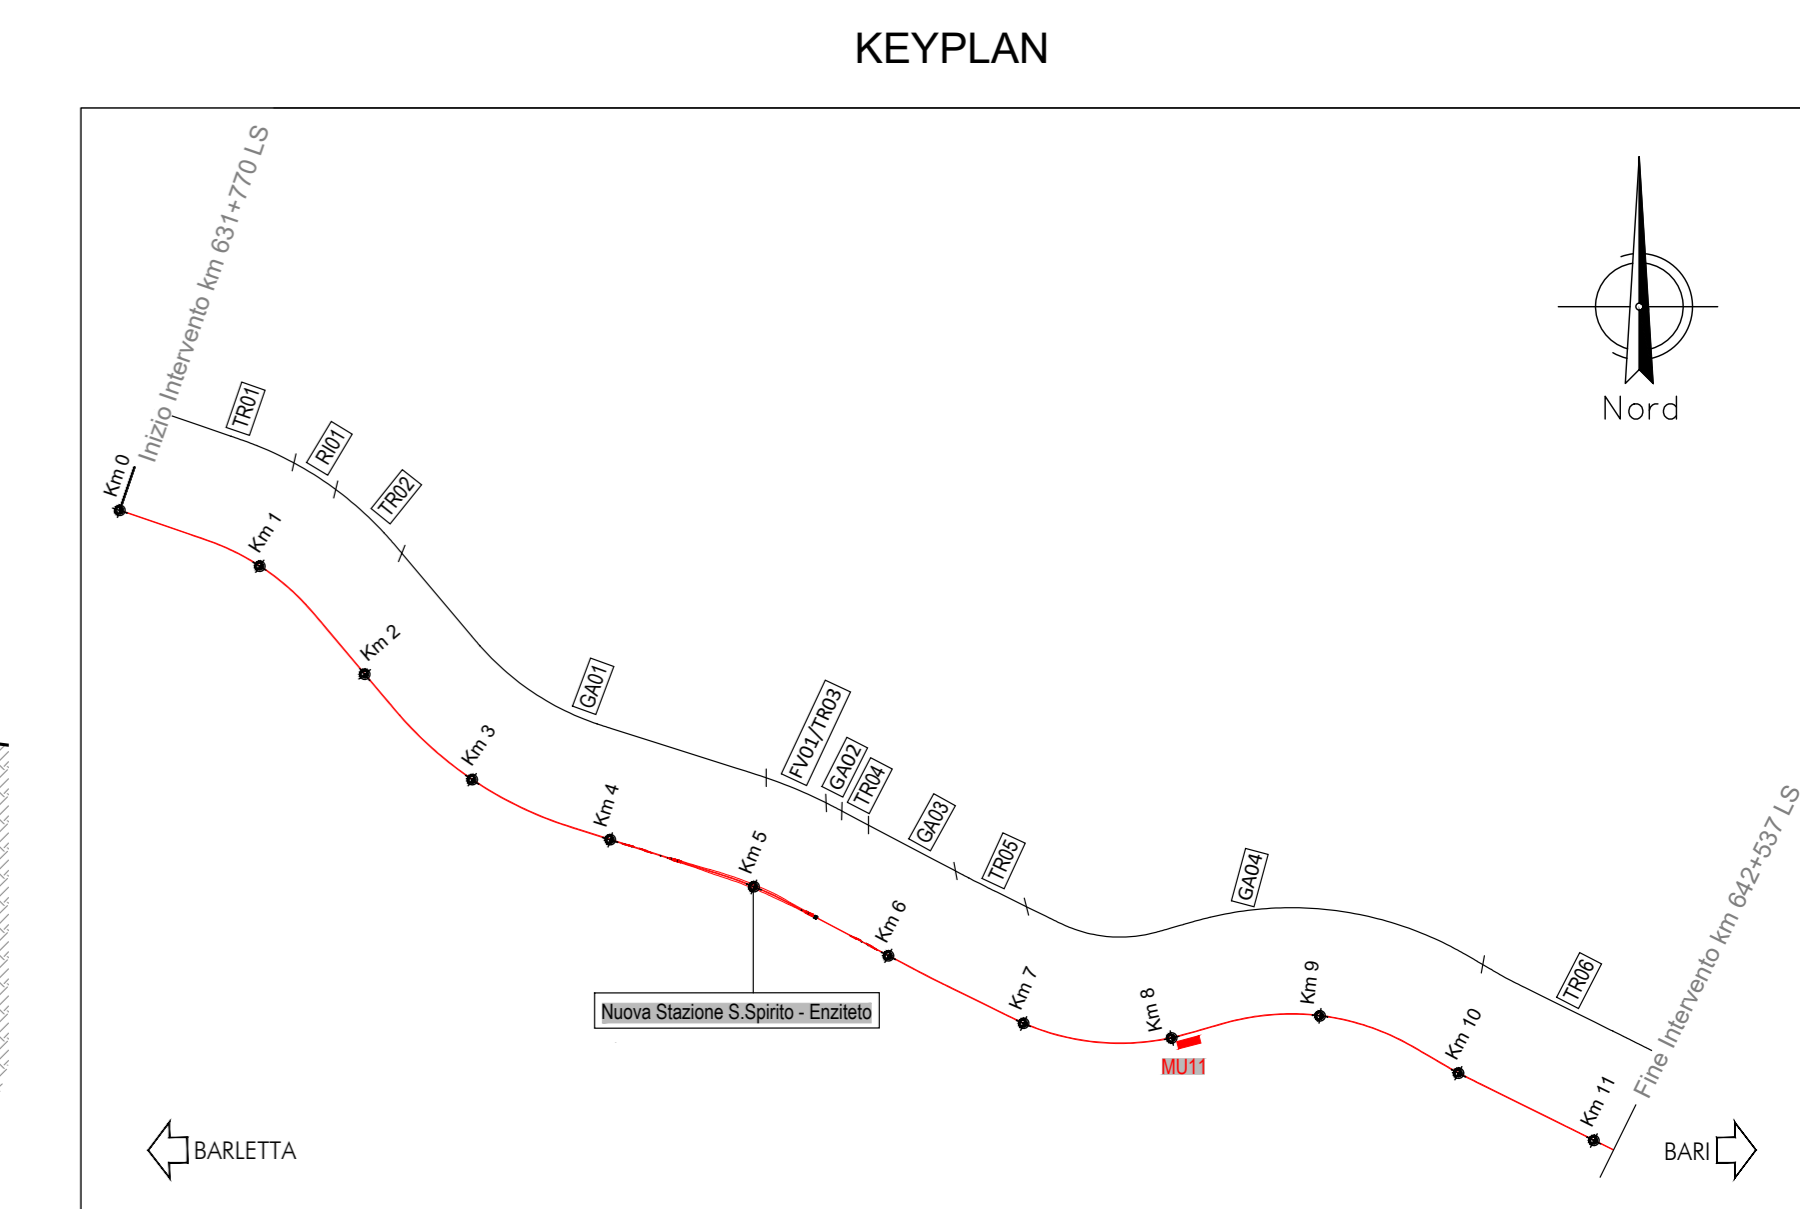 KEYPLAN
Inizio Intervento km 631+770 LS
Nord
TR01
RI01
TR02
GA01
FV01/TR03
GA02
TR04
GA03
TR05
GA04
TR06
Km 0
Km 1
Km 2
Km 3
Km 4
Km 5
Km 6
Km 7
Km 8
Km 9
Km 10
Km 11
Nuova Stazione S.Spirito - Enziteto
MU11
Fine Intervento km 642+537 LS
BARLETTA
BARI